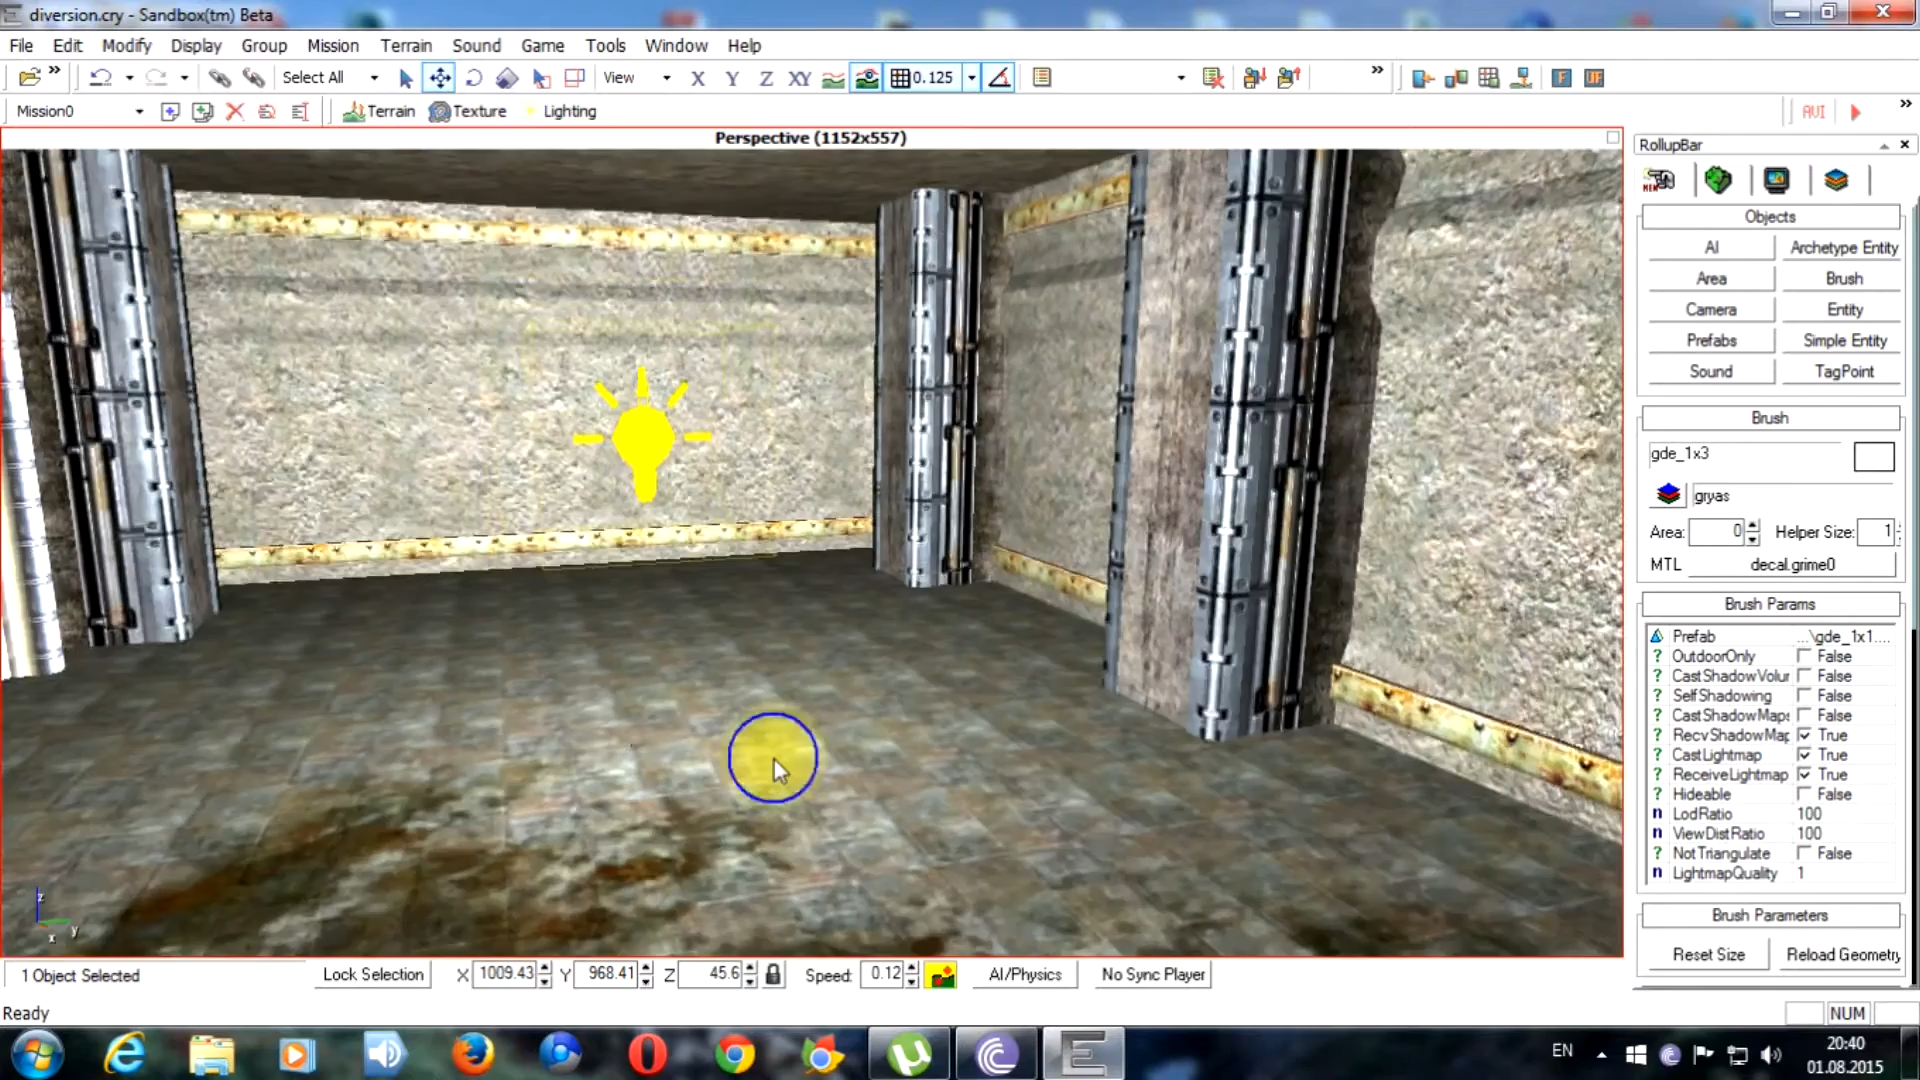 diversion.cry - Sandbox(tm) Beta
File Edit Modify Display Group Mission Terrain Sound Game Tools Window Help
Select All View X Y Z XY 0.125 F UF
Mission0 Terrain Texture Lighting AVI
Perspective (1152x557)
RollupBar
NEW
Objects
AI Archetype Entity
Area Brush
Camera Entity
Prefabs Simple Entity
Sound TagPoint
Brush
gde_1x3
gryas
Area: 0 Helper Size: 1
MTL decal.grime0
Brush Params
Prefab ...\gde_1x1....
? OutdoorOnly False
? CastShadowVolur False
? SelfShadowing False
? CastShadowMaps False
? RecvShadowMap True
? CastLightmap True
? ReceiveLightmap True
? Hideable False
n LodRatio 100
n ViewDistRatio 100
? NotTriangulate False
n LightmapQuality 1
Brush Parameters
Reset Size Reload Geometry
z
x y
1 Object Selected Lock Selection X 1009.43 Y 968.41 Z 45.6 Speed: 0.12 AI/Physics No Sync Player
Ready NUM
EN 20:40
01.08.2015